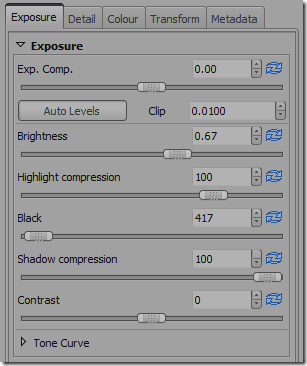 Exposure Detail Colour Transform Metadata
Exposure
Exp. Comp. 0.00
Auto Levels Clip 0.0100
Brightness 0.67
Highlight compression 100
Black 417
Shadow compression 100
Contrast 0
Tone Curve